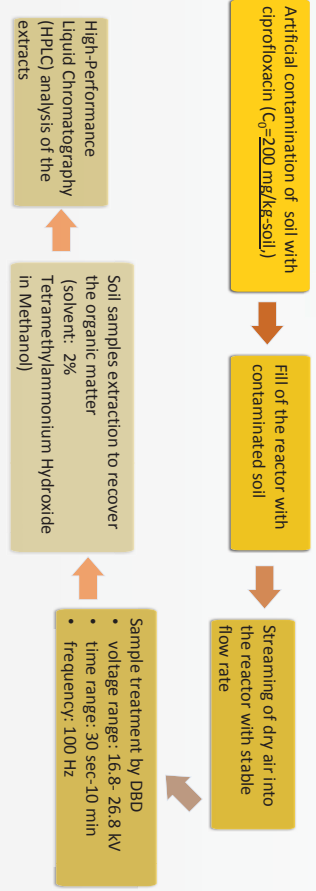 Artificial contamination of soil with
ciprofloxacin (C₀=200 mg/kg-soil,)
Fill of the reactor with
contaminated soil
Streaming of dry air into
the reactor with stable
flow rate
Sample treatment by DBD
• voltage range: 16.8- 26.8 kV
• time range: 30 sec-10 min
• frequency: 100 Hz
Soil samples extraction to recover
the organic matter
(solvent: 2%
Tetramethylammonium Hydroxide
in Methanol)
High-Performance
Liquid Chromatography
(HPLC) analysis of the
extracts